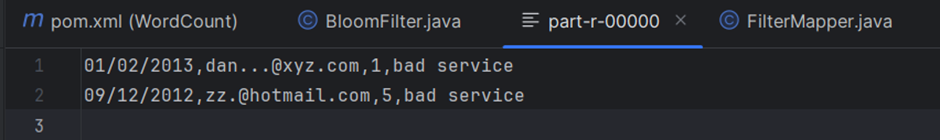 pom.xml (WordCount) BloomFilter.java part-r-00000 FilterMapper.java
1 01/02/2013,dan...@xyz.com,1,bad service
2 09/12/2012,zz.@hotmail.com,5,bad service
3